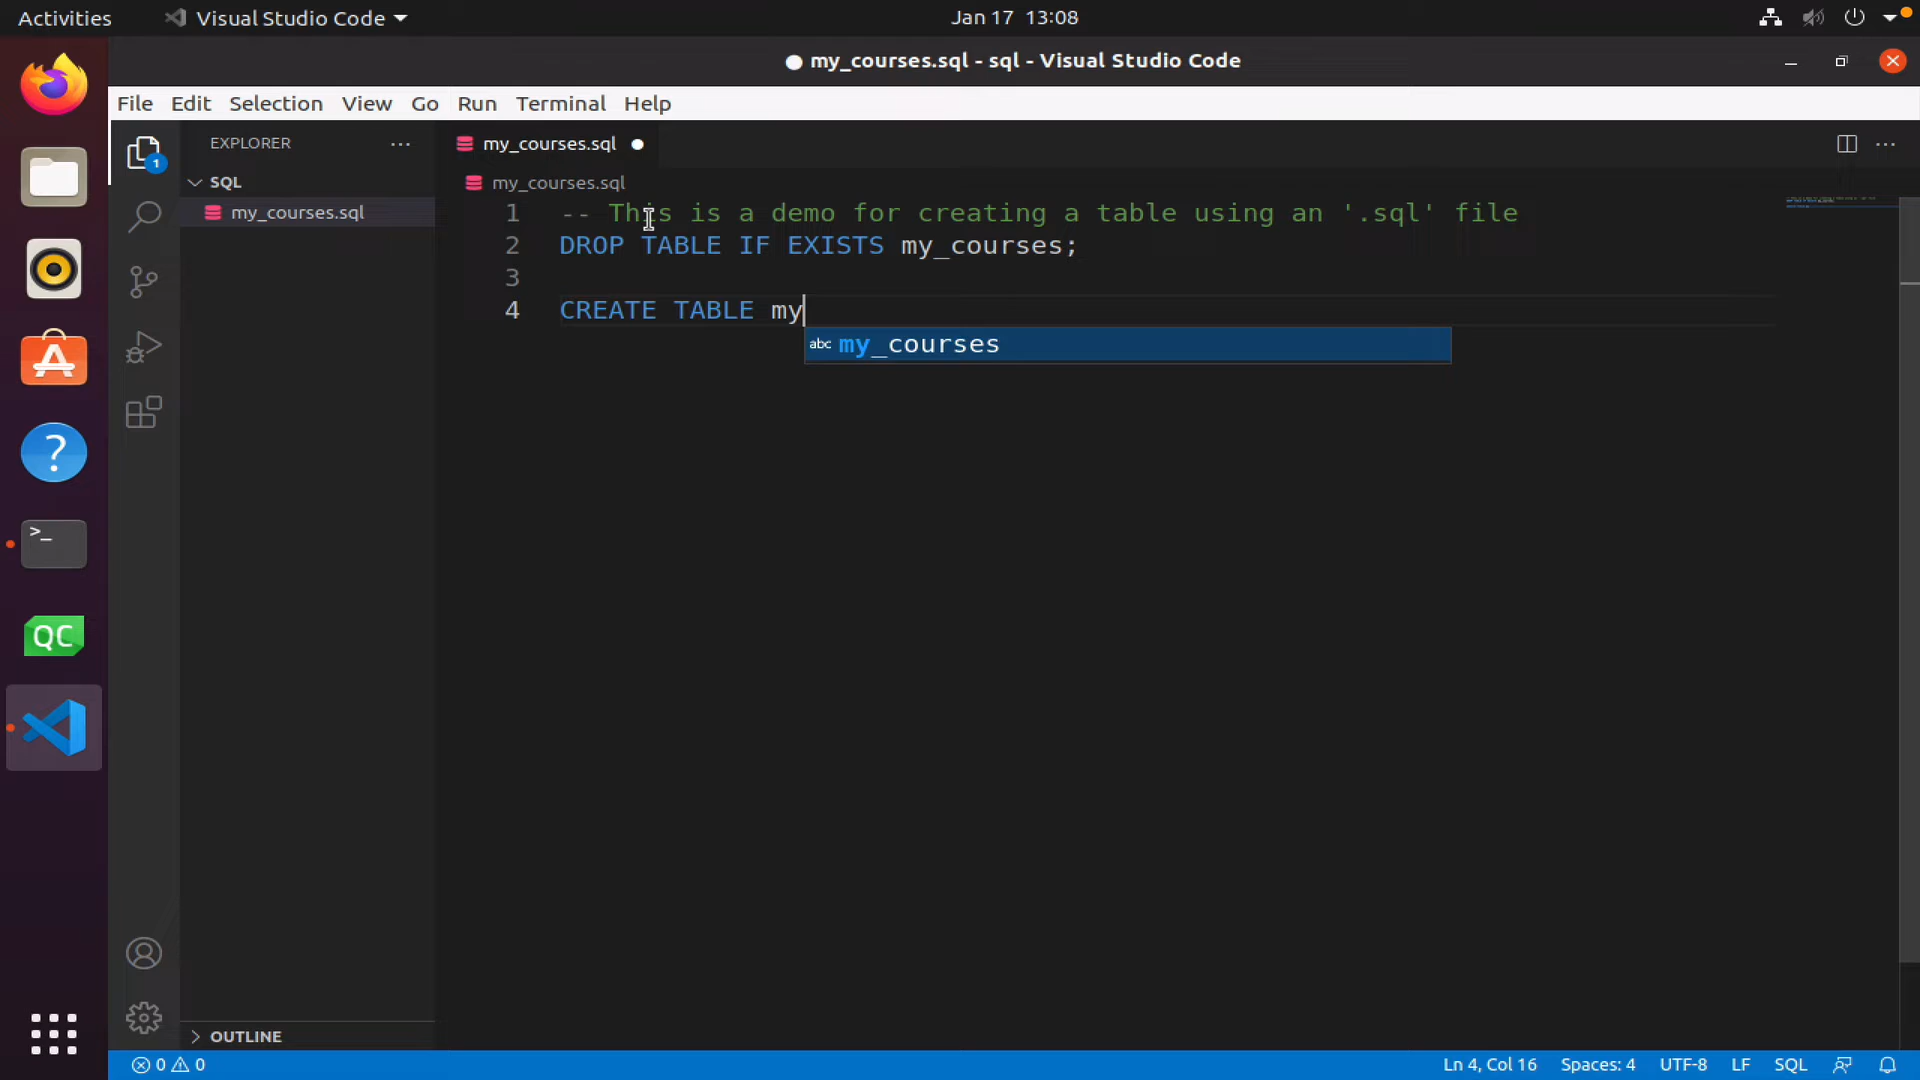 Activities
Visual Studio Code
Jan 17 13:08
● my_courses.sql - sql - Visual Studio Code
File Edit Selection View Go Run Terminal Help
EXPLORER
my_courses.sql
1
SQL
my_courses.sql
my_courses.sql
1 -- This is a demo for creating a table using an '.sql' file
2 DROP TABLE IF EXISTS my_courses;
3
4 CREATE TABLE my
abc my_courses
?
>_
QC
OUTLINE
0 0
Ln 4, Col 16 Spaces: 4 UTF-8 LF SQL